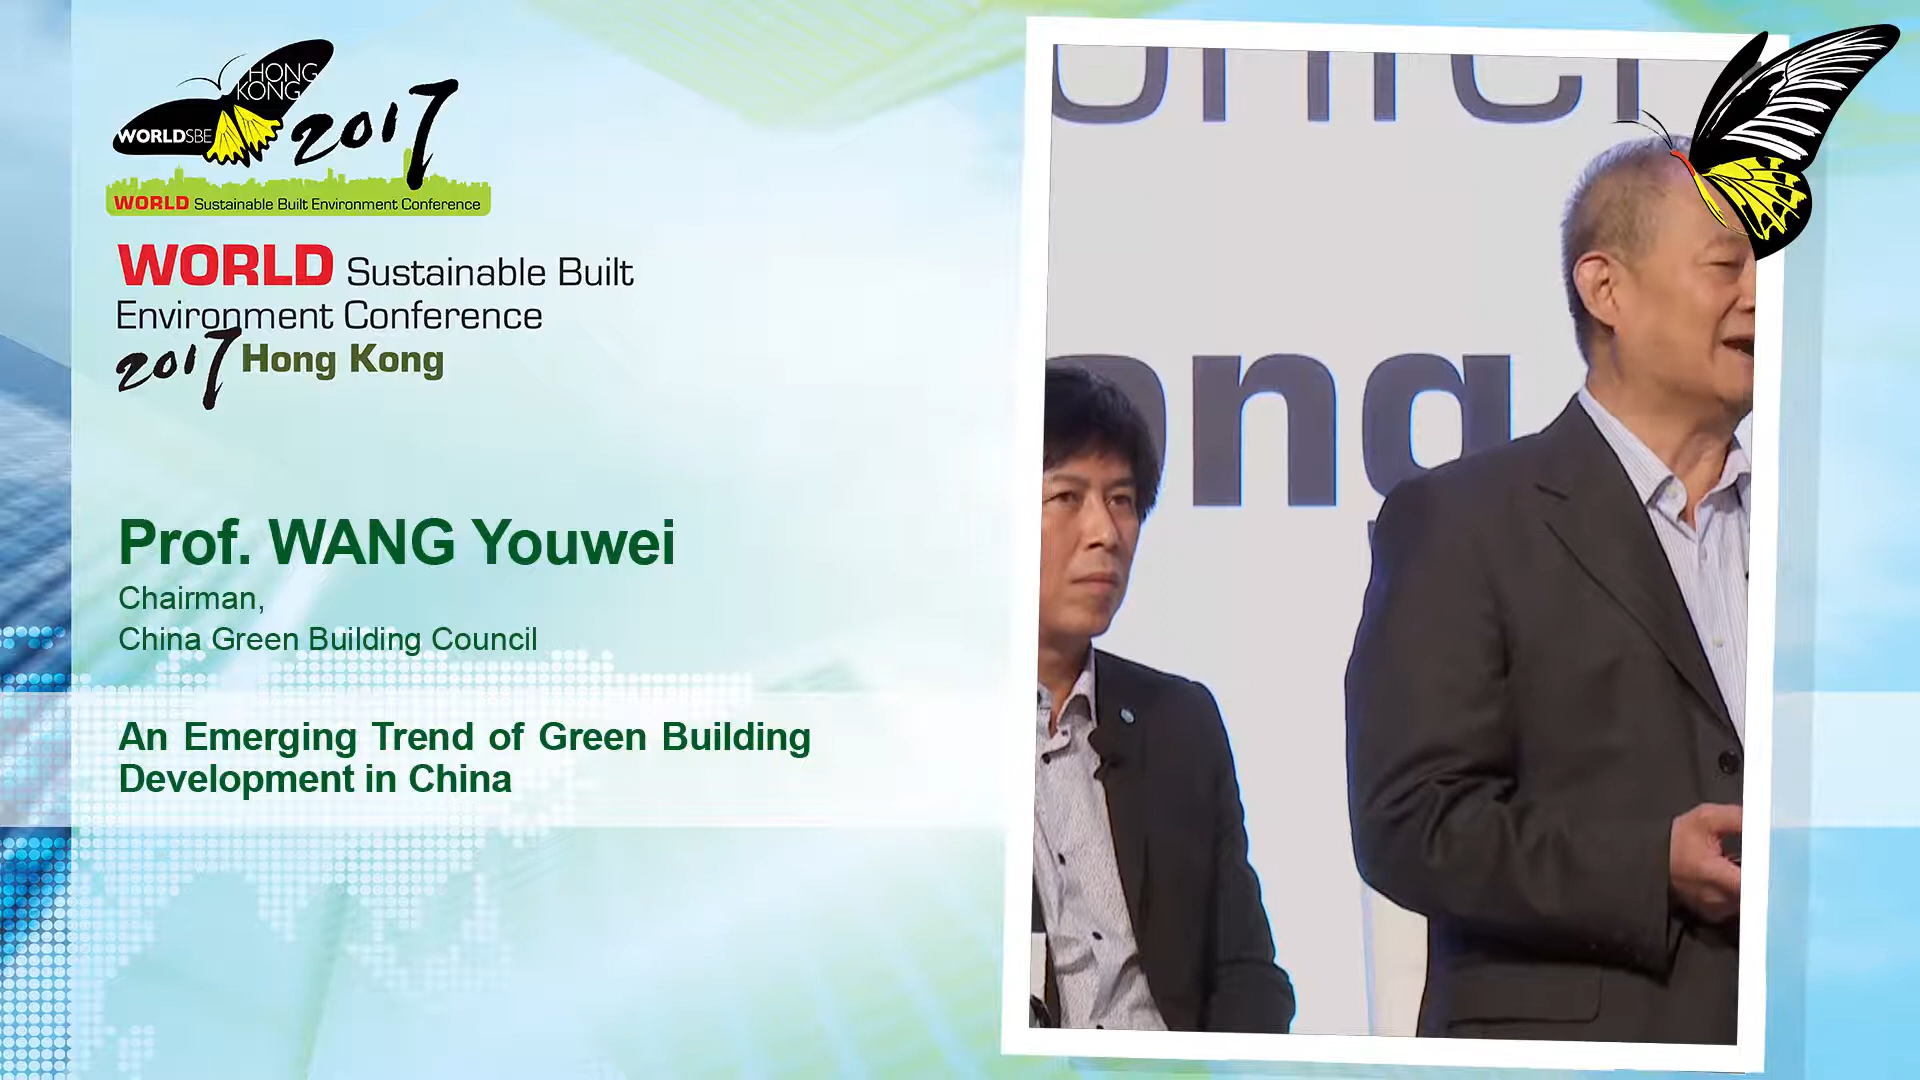 HONG
KONG
WORLDSBE
2017
WORLD Sustainable Built Environment Conference
WORLD Sustainable Built
Environment Conference
2017 Hong Kong
Prof. WANG Youwei
Chairman,
China Green Building Council
An Emerging Trend of Green Building
Development in China